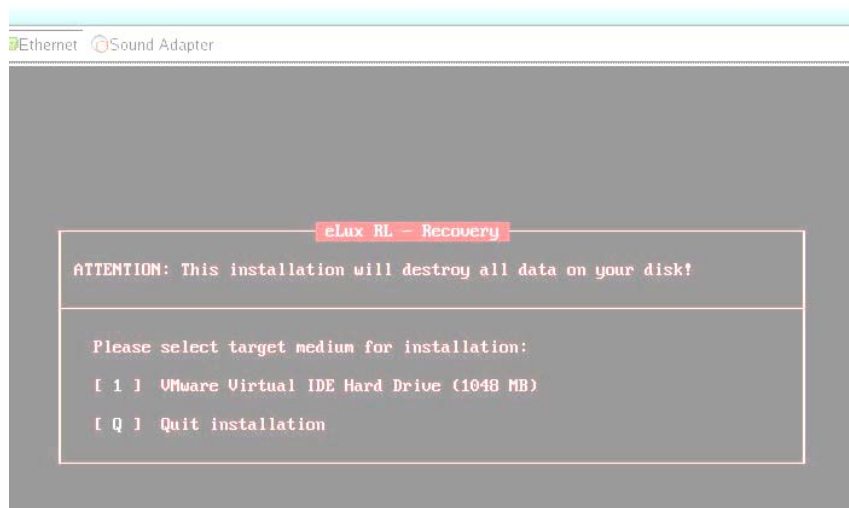 Ethernet Sound Adapter
eLux RL - Recovery
ATTENTION: This installation will destroy all data on your disk!
Please select target medium for installation:
[ 1 ] VMware Virtual IDE Hard Drive (1048 MB)
[ Q ] Quit installation